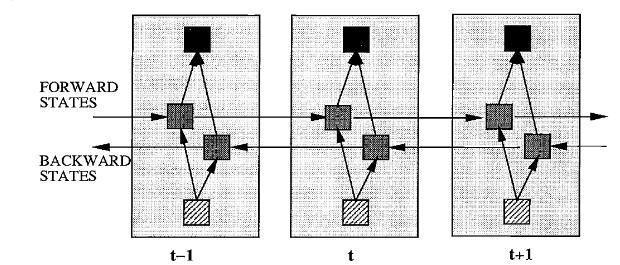 FORWARD
STATES
BACKWARD
STATES
t-1
t
t+1